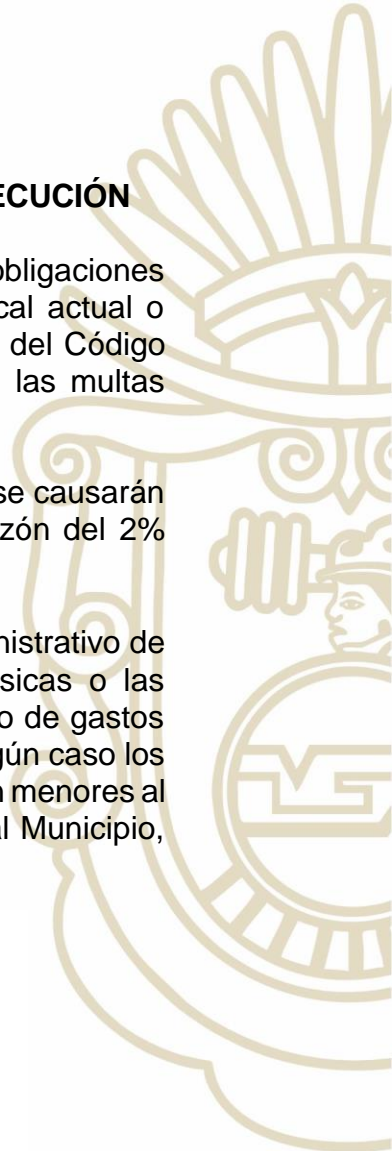 ECUCIÓN
obligaciones
cal actual o
del Código
las multas
se causarán
zón del 2%
nistrativo de
sicas o las
o de gastos
gún caso los
n menores al
al Municipio,